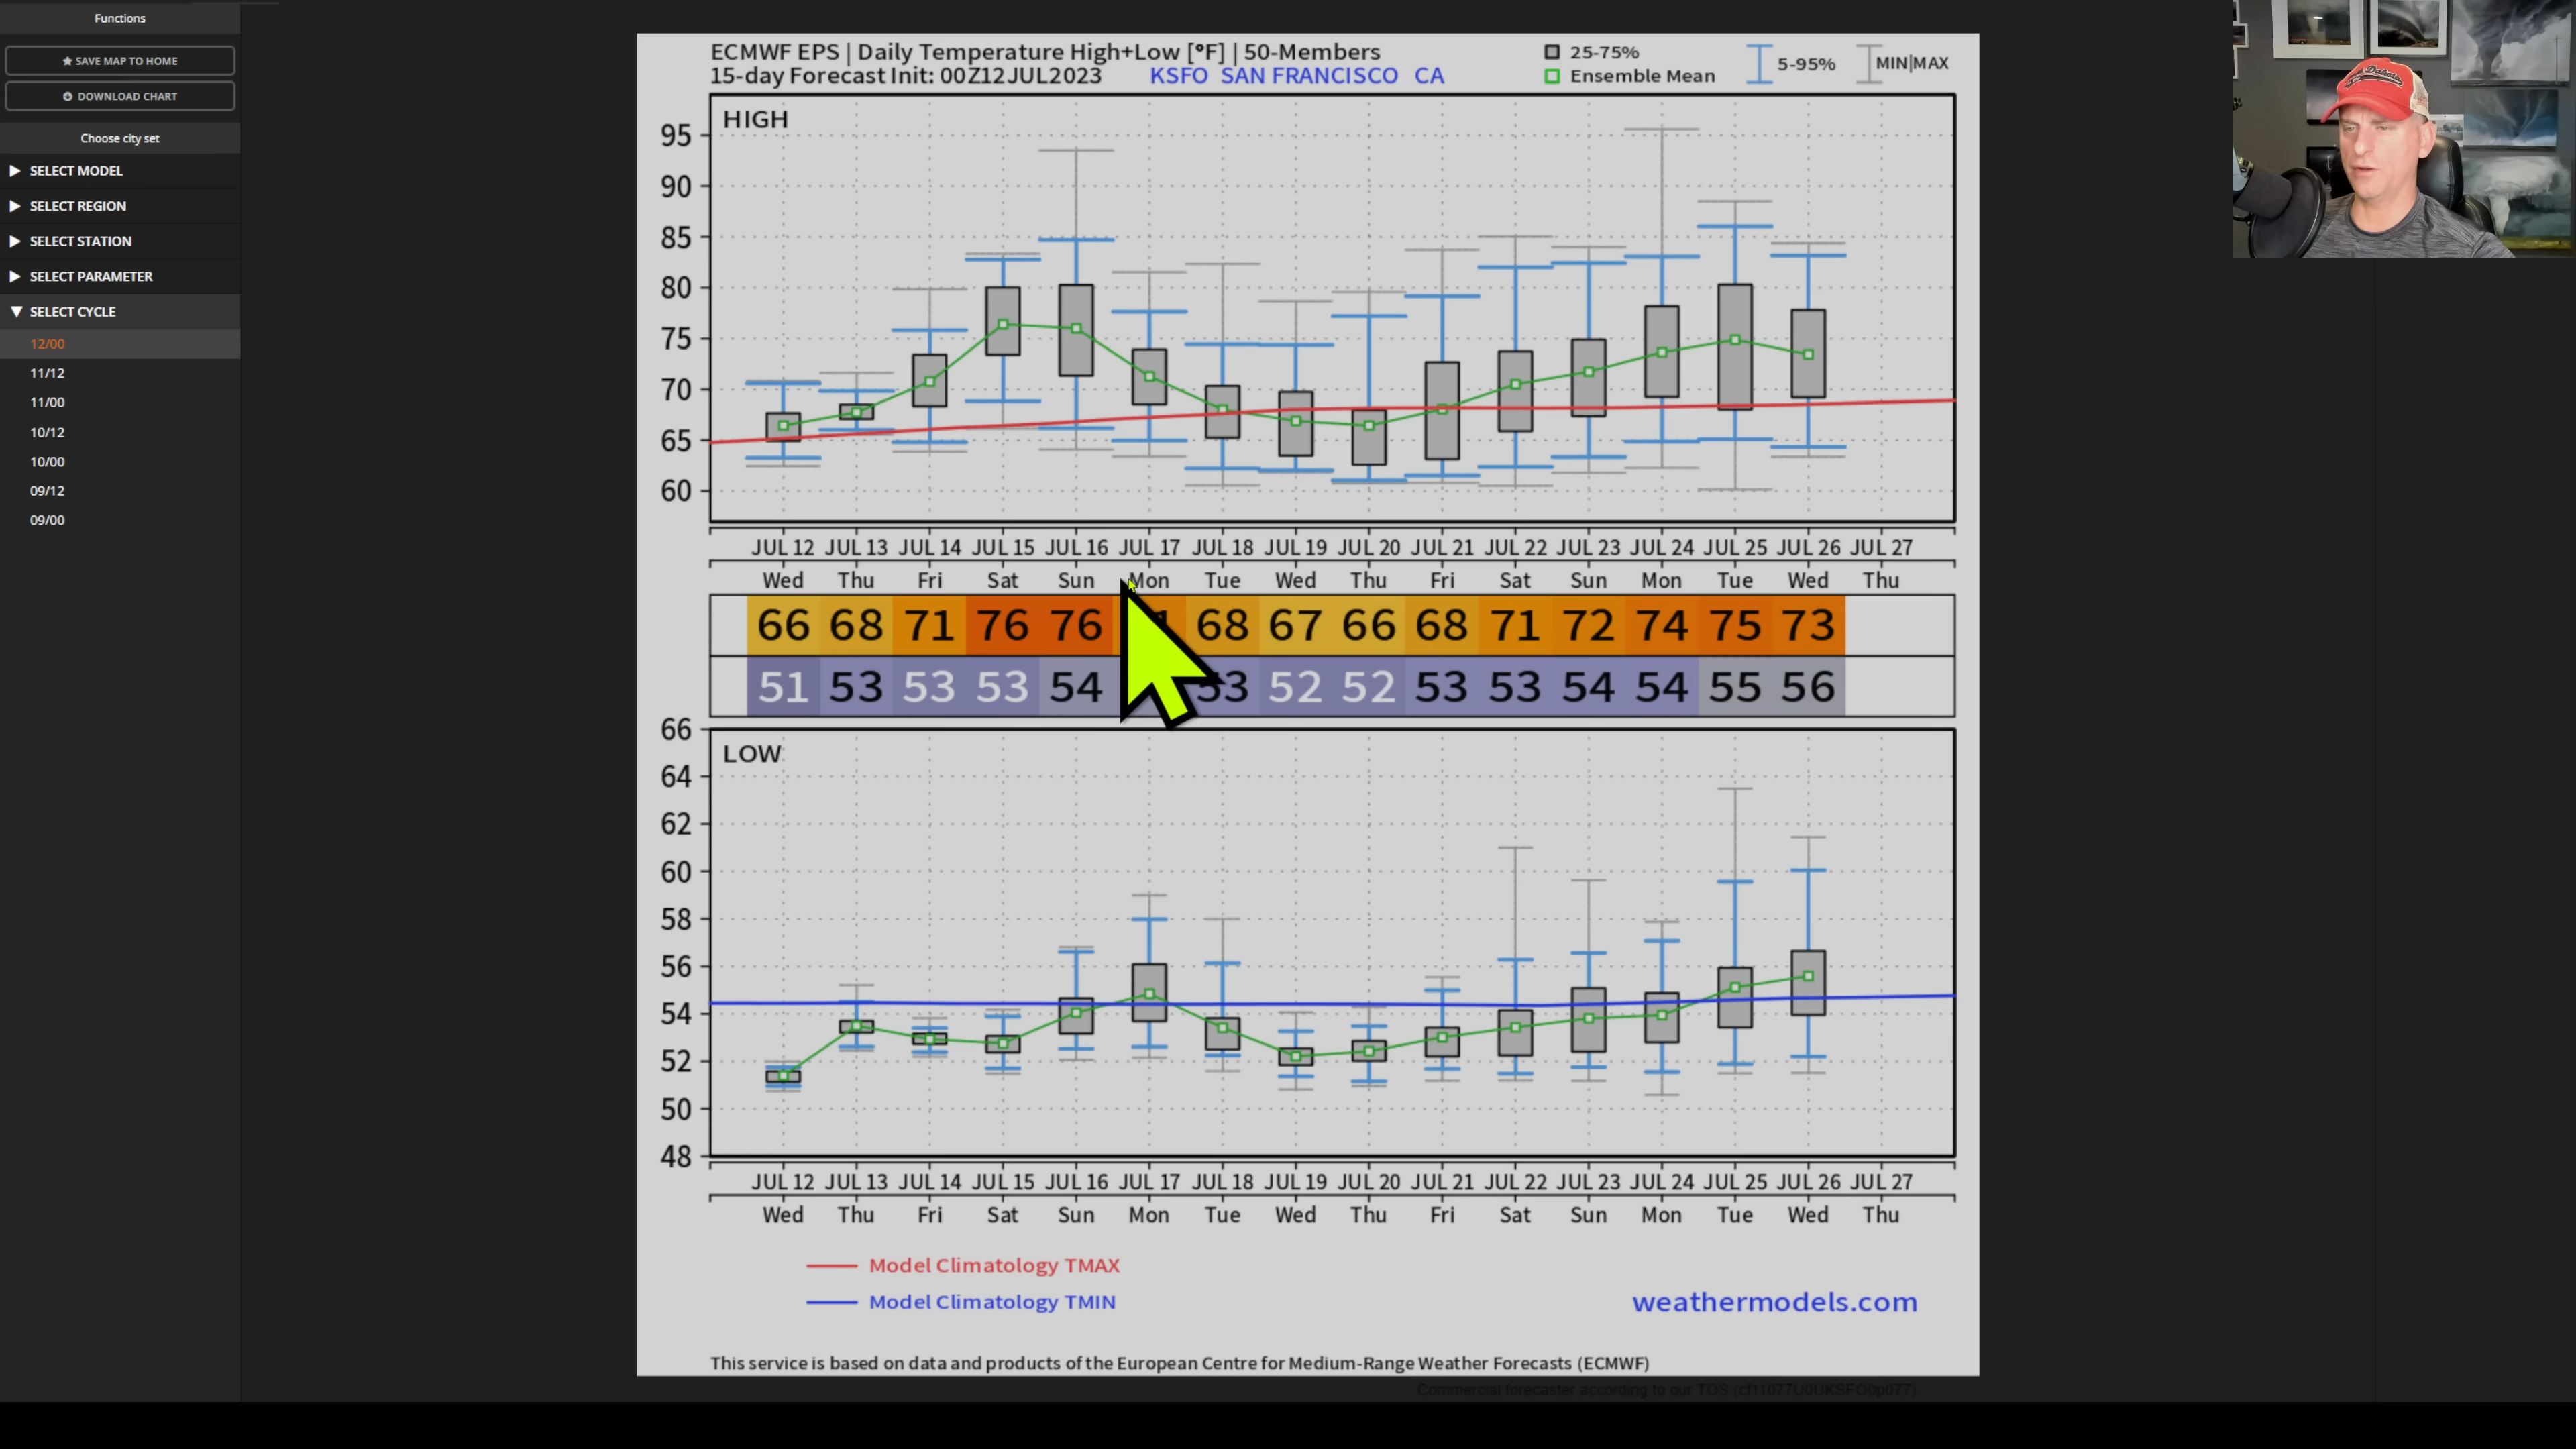 Functions
SAVE MAP TO HOME
DOWNLOAD CHART
Choose city set
SELECT MODEL
SELECT REGION
SELECT STATION
SELECT PARAMETER
SELECT CYCLE
12/00
11/12
11/00
10/12
10/00
09/12
09/00
ECMWF EPS | Daily Temperature High+Low [°F] | 50-Members
15-day Forecast Init: 00Z12JUL2023 KSFO SAN FRANCISCO CA
25-75%
Ensemble Mean
5-95%
MIN|MAX
HIGH
95
90
85
80
75
70
65
60
JUL 12 JUL 13 JUL 14 JUL 15 JUL 16 JUL 17 JUL 18 JUL 19 JUL 20 JUL 21 JUL 22 JUL 23 JUL 24 JUL 25 JUL 26 JUL 27
Wed Thu Fri Sat Sun Mon Tue Wed Thu Fri Sat Sun Mon Tue Wed Thu
66 68 71 76 76 68 67 66 68 71 72 74 75 73
51 53 53 53 54 53 52 52 53 53 54 54 55 56
LOW
66
64
62
60
58
56
54
52
50
48
JUL 12 JUL 13 JUL 14 JUL 15 JUL 16 JUL 17 JUL 18 JUL 19 JUL 20 JUL 21 JUL 22 JUL 23 JUL 24 JUL 25 JUL 26 JUL 27
Wed Thu Fri Sat Sun Mon Tue Wed Thu Fri Sat Sun Mon Tue Wed Thu
Model Climatology TMAX
Model Climatology TMIN
weathermodels.com
This service is based on data and products of the European Centre for Medium-Range Weather Forecasts (ECMWF)
Commercial forecaster according to our TOS